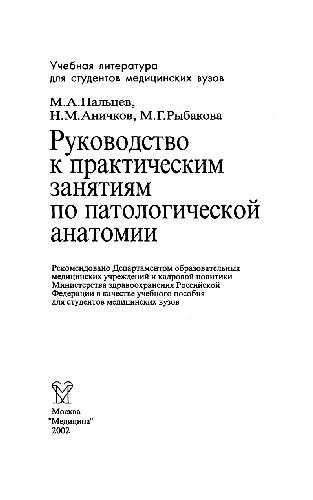 Учебная литература
для студентов медицинских вузов
М.А.Пальцев,
Н.М.Аничков, М.Г.Рыбакова
Руководство
к практическим
занятиям
по патологической
анатомии
Рекомендовано Департаментом образовательных
медицинских учреждений и кадровой политики
Министерства здравоохранения Российской
Федерации в качестве учебного пособия
для студентов медицинских вузов
Москва
"Медицина"
2002